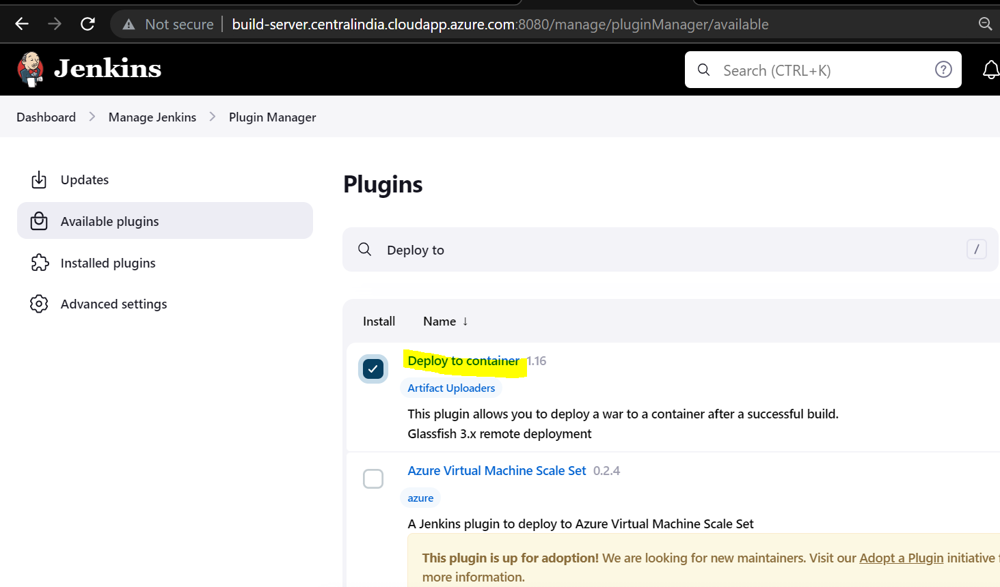 Not secure | build-server.centralindia.cloudapp.azure.com:8080/manage/pluginManager/available
Jenkins
Search (CTRL+K)
?
Dashboard > Manage Jenkins > Plugin Manager
Updates
Available plugins
Installed plugins
Advanced settings
Plugins
Deploy to
/
Install Name ↓
Deploy to container 1.16
Artifact Uploaders
This plugin allows you to deploy a war to a container after a successful build.
Glassfish 3.x remote deployment
Azure Virtual Machine Scale Set 0.2.4
azure
A Jenkins plugin to deploy to Azure Virtual Machine Scale Set
This plugin is up for adoption! We are looking for new maintainers. Visit our Adopt a Plugin initiative
more information.